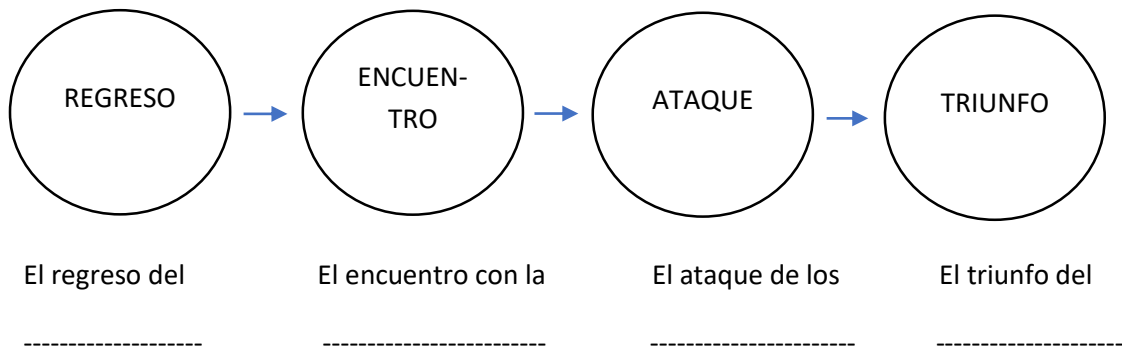 REGRESO
ENCUEN-
TRO
ATAQUE
TRIUNFO
El regreso del
El encuentro con la
El ataque de los
El triunfo del
--------------------
-------------------------
-----------------------
---------------------